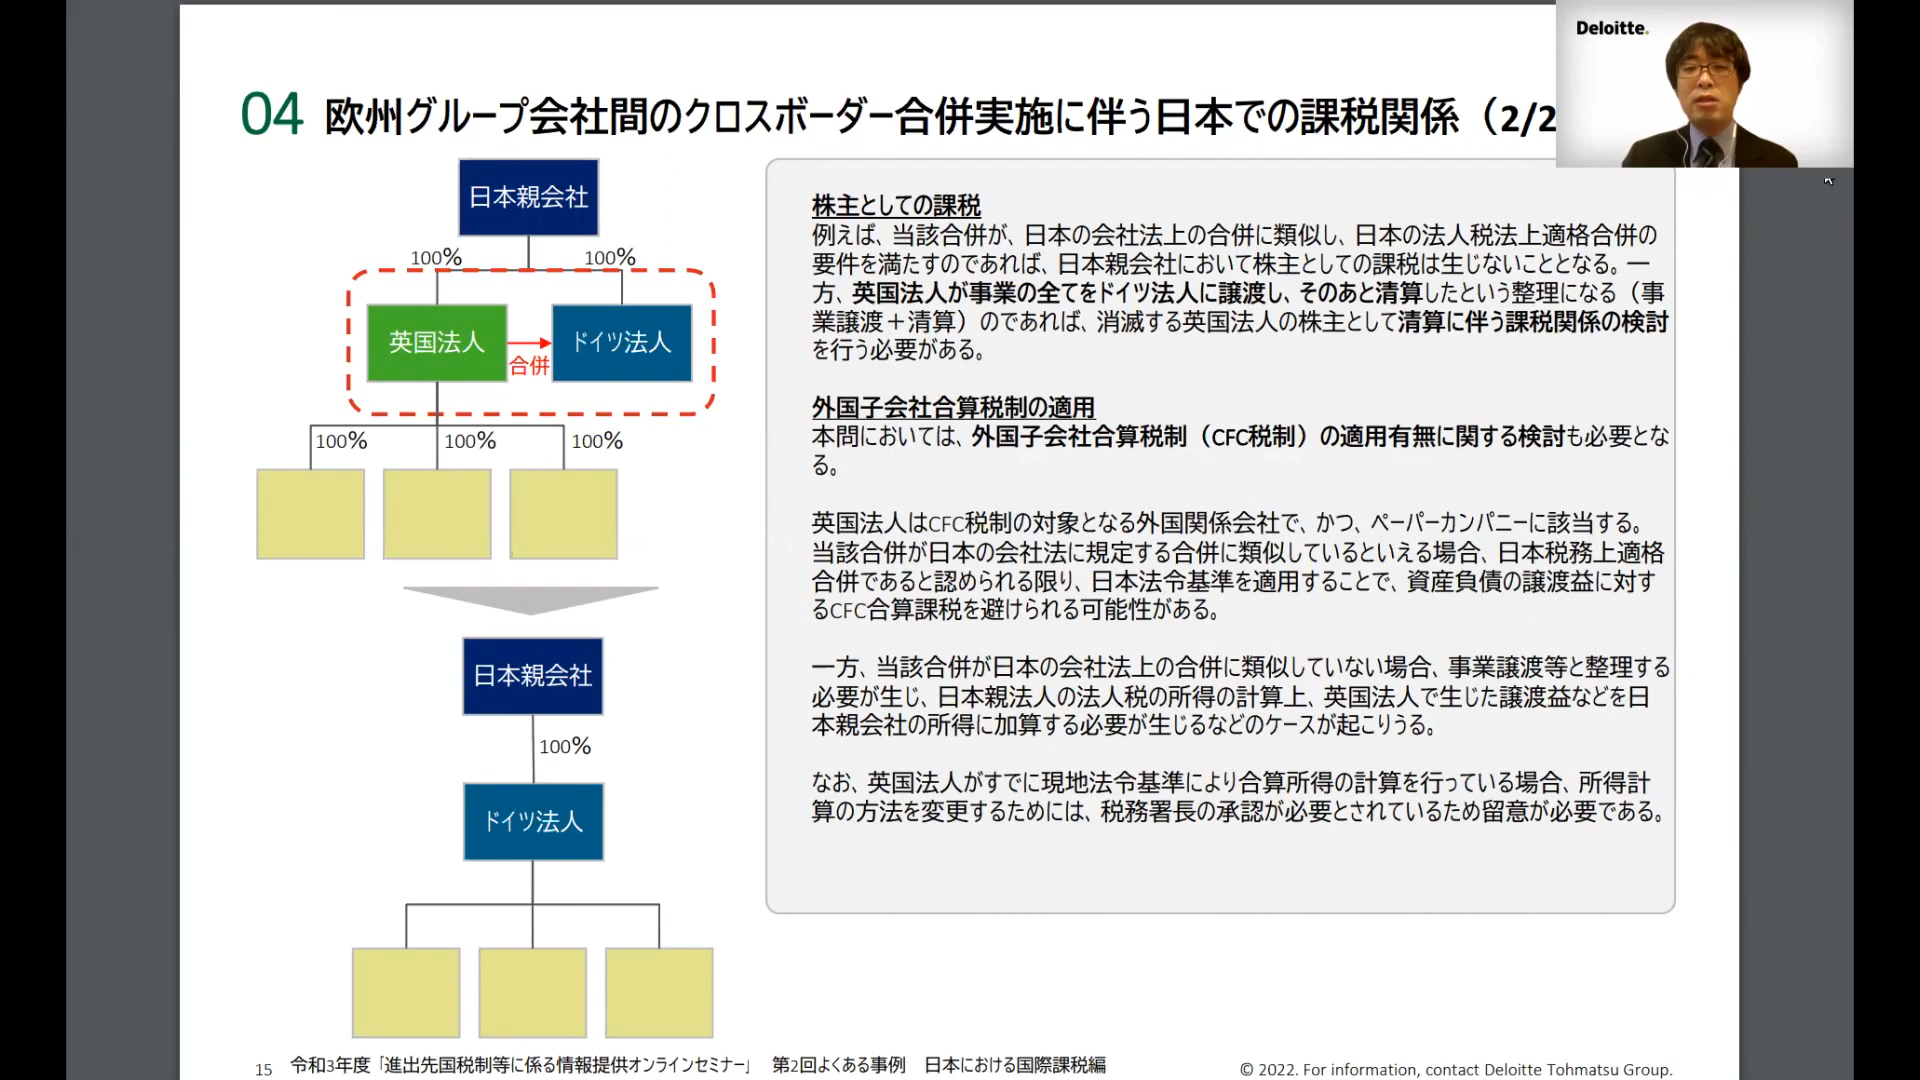 Deloitte.
04 欧州グループ会社間のクロスボーダー合併実施に伴う日本での課税関係（2/2
日本親会社
100%
100%
英国法人
合併
ドイツ法人
100%
100%
100%
日本親会社
100%
ドイツ法人
株主としての課税
例えば、当該合併が、日本の会社法上の合併に類似し、日本の法人税法上適格合併の
要件を満たすのであれば、日本親会社において株主としての課税は生じないこととなる。一
方、英国法人が事業の全てをドイツ法人に譲渡し、そのあと清算したという整理になる（事
業譲渡＋清算）のであれば、消滅する英国法人の株主として清算に伴う課税関係の検討
を行う必要がある。
外国子会社合算税制の適用
本問においては、外国子会社合算税制（CFC税制）の適用有無に関する検討も必要とな
る。
英国法人はCFC税制の対象となる外国関係会社で、かつ、ペーパーカンパニーに該当する。
当該合併が日本の会社法に規定する合併に類似しているといえる場合、日本税務上適格
合併であると認められる限り、日本法令基準を適用することで、資産負債の譲渡益に対す
るCFC合算課税を避けられる可能性がある。
一方、当該合併が日本の会社法上の合併に類似していない場合、事業譲渡等と整理する
必要が生じ、日本親法人の法人税の所得の計算上、英国法人で生じた譲渡益などを日
本親会社の所得に加算する必要が生じるなどのケースが起こりうる。
なお、英国法人がすでに現地法令基準により合算所得の計算を行っている場合、所得計
算の方法を変更するためには、税務署長の承認が必要とされているため留意が必要である。
15 令和3年度「進出先国税制等に係る情報提供オンラインセミナー」 第2回よくある事例 日本における国際課税編
© 2022. For information, contact Deloitte Tohmatsu Group.